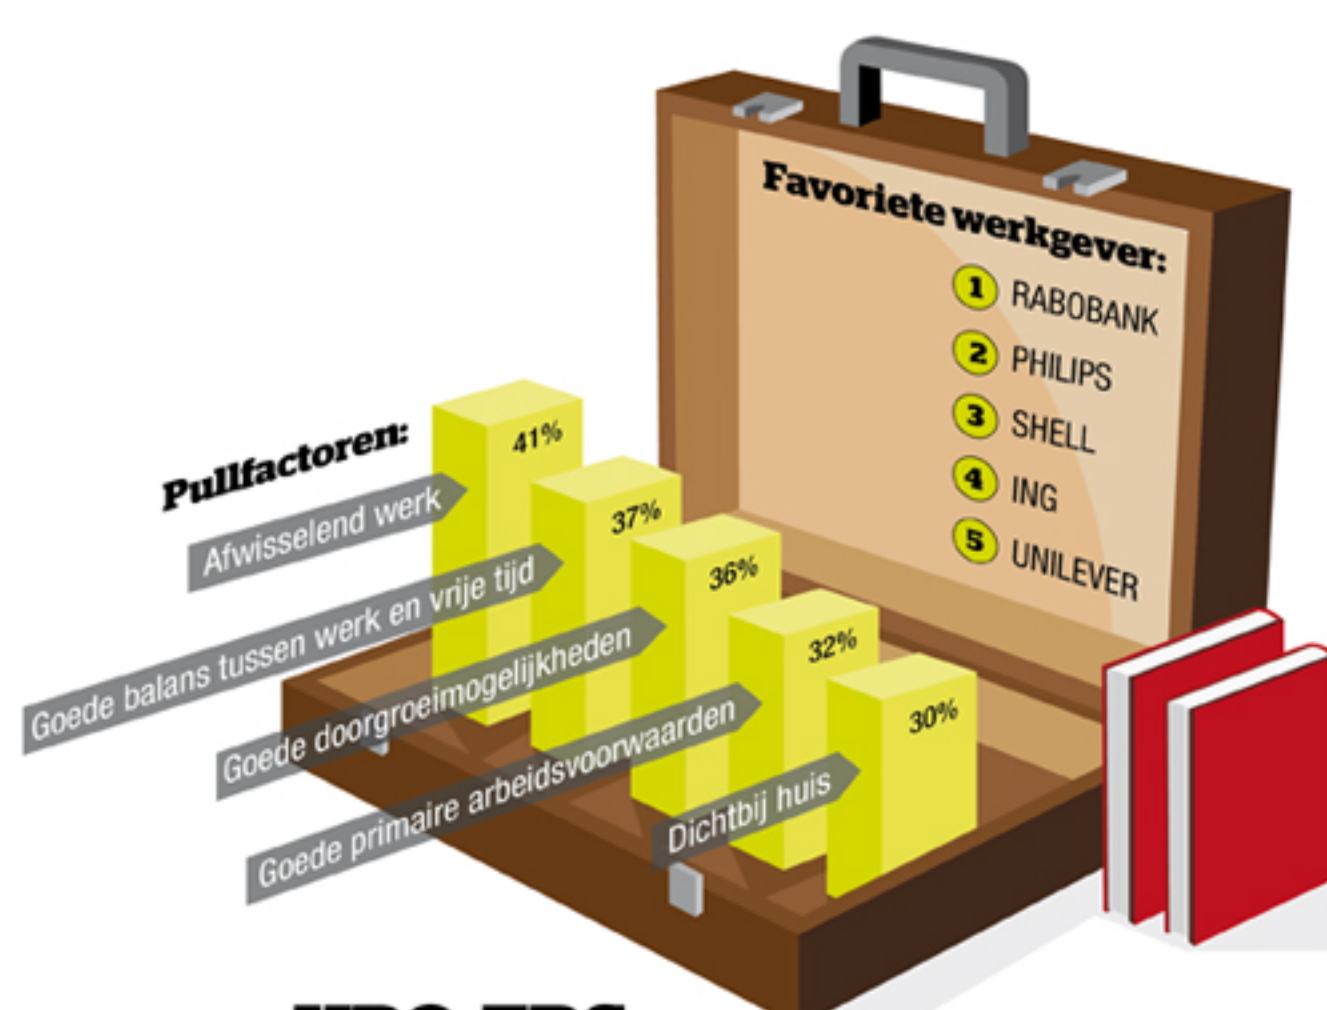 Favoriete werkgever:
1 RABOBANK
2 PHILIPS
3 SHELL
4 ING
5 UNILEVER
Pullfactoren:
Afwisselend werk
41%
Goede balans tussen werk en vrije tijd
37%
Goede doorgroeimogelijkheden
36%
Goede primaire arbeidsvoorwaarden
32%
Dichtbij huis
30%